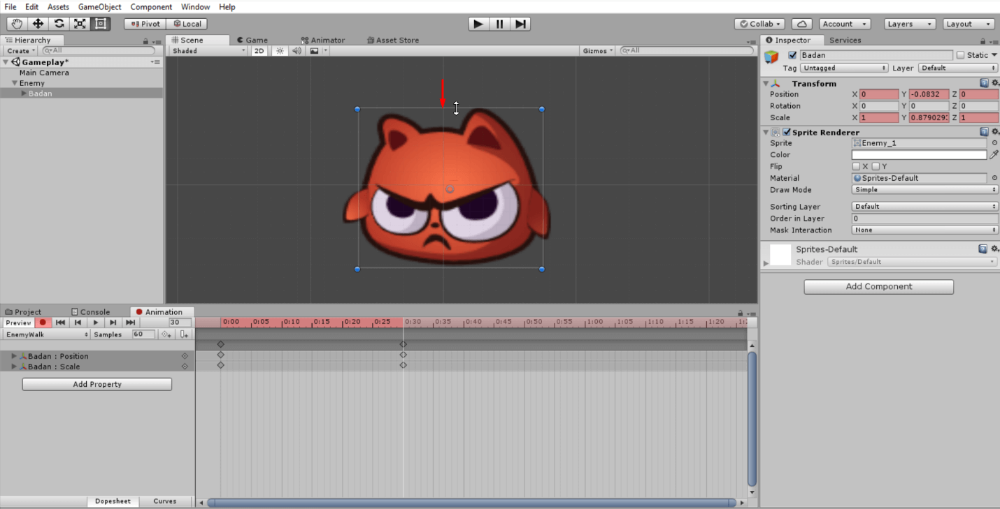 File Edit Assets GameObject Component Window Help
Pivot Local Collab Account Layers Layout
Hierarchy
Create All
Gameplay*
Main Camera
Enemy
Badan
Scene Game Animator Asset Store
Shaded 2D Gizmos All
Inspector Services
Badan Static
Tag Untagged Layer Default
Transform
Position X 0 Y -0.0832 Z 0
Rotation X 0 Y 0 Z 0
Scale X 1 Y 0.879029 Z 1
Sprite Renderer
Sprite Enemy_1
Color
Flip X Y
Material Sprites-Default
Draw Mode Simple
Sorting Layer Default
Order in Layer 0
Mask Interaction None
Sprites-Default
Shader Sprites/Default
Add Component
Project Console Animation
Preview 30 0:00 0:05 0:10 0:15 0:20 0:25 0:30 0:35 0:40 0:45 0:50 0:55 1:00 1:05 1:10 1:15 1:20
EnemyWalk Samples 60
Badan : Position
Badan : Scale
Add Property
Dopesheet Curves